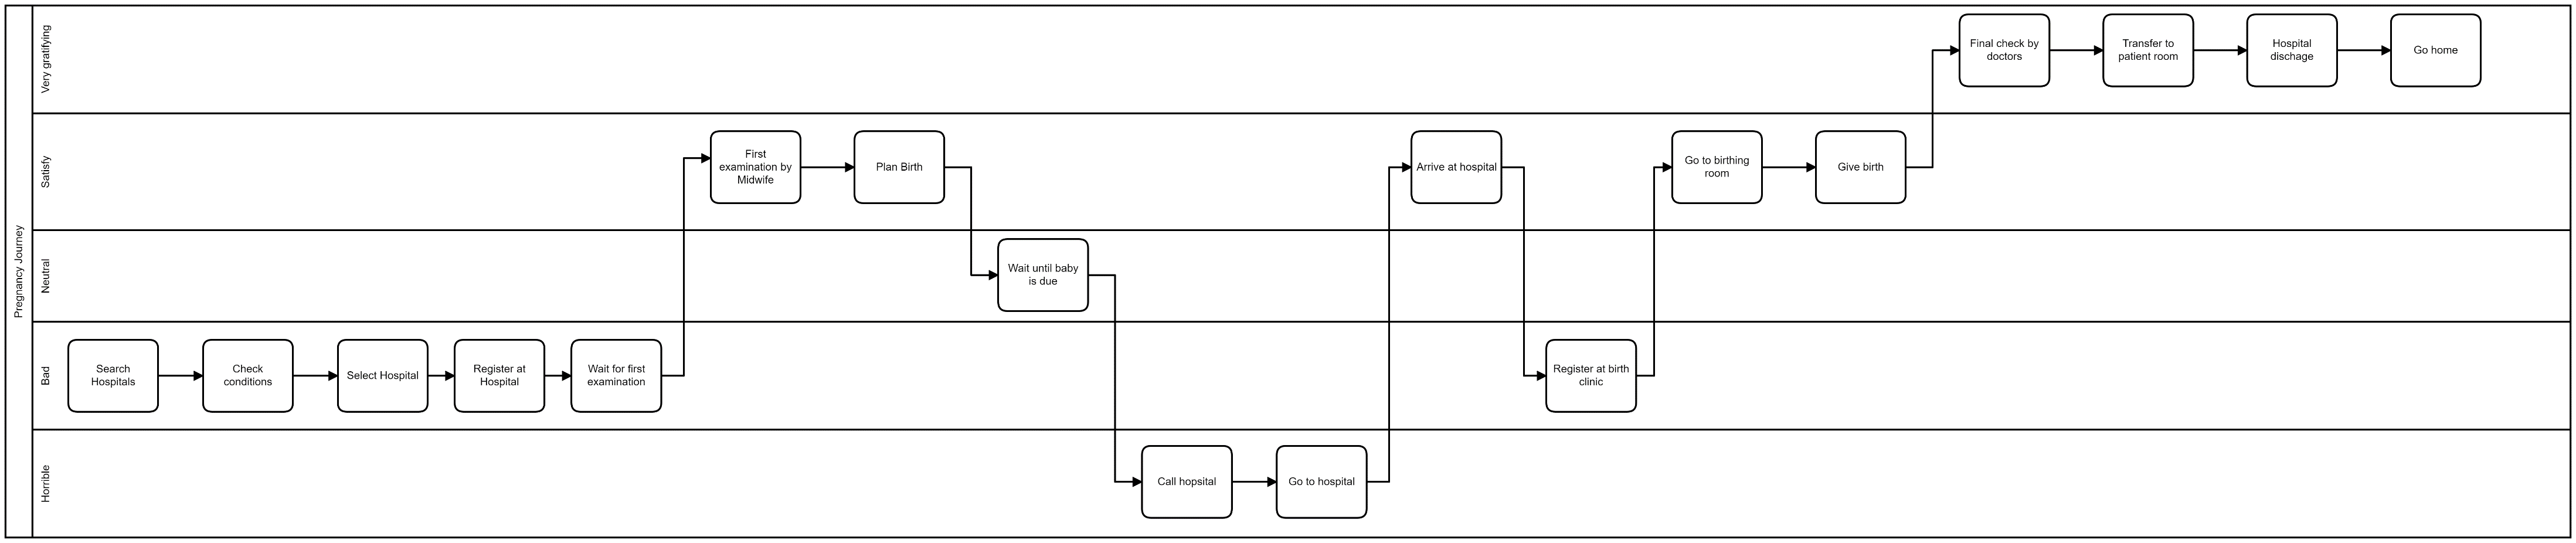 Pregnancy Journey
Very gratifying
Final check by
doctors
Transfer to
patient room
Hospital
dischage
Go home
Satisfy
First
examination by
Midwife
Plan Birth
Arrive at hospital
Go to birthing
room
Give birth
Neutral
Wait until baby
is due
Bad
Search
Hospitals
Check
conditions
Select Hospital
Register at
Hospital
Wait for first
examination
Register at birth
clinic
Horrible
Call hopsital
Go to hospital